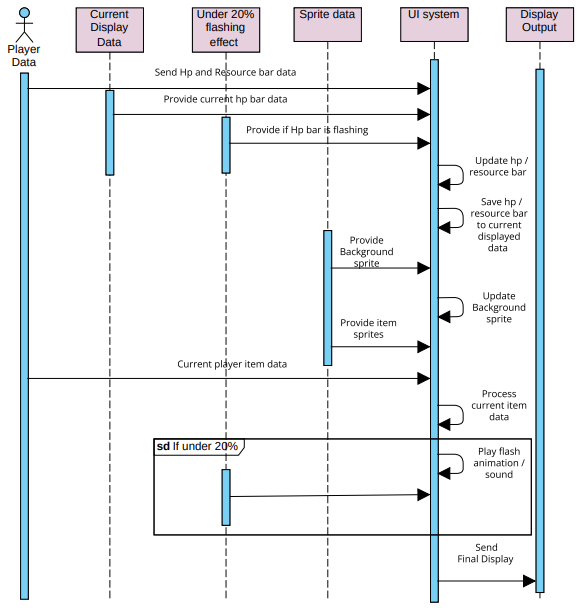 Player
Data
Current
Display
Data
Under 20%
flashing
effect
Sprite data
UI system
Display
Output
Send Hp and Resource bar data
Provide current hp bar data
Provide if Hp bar is flashing
Update hp /
resource bar
Save hp /
resource bar
to current
displayed
data
Provide
Background
sprite
Update
Background
sprite
Provide item
sprites
Current player item data
Process
current item
data
sd If under 20%
Play flash
animation /
sound
Send
Final Display